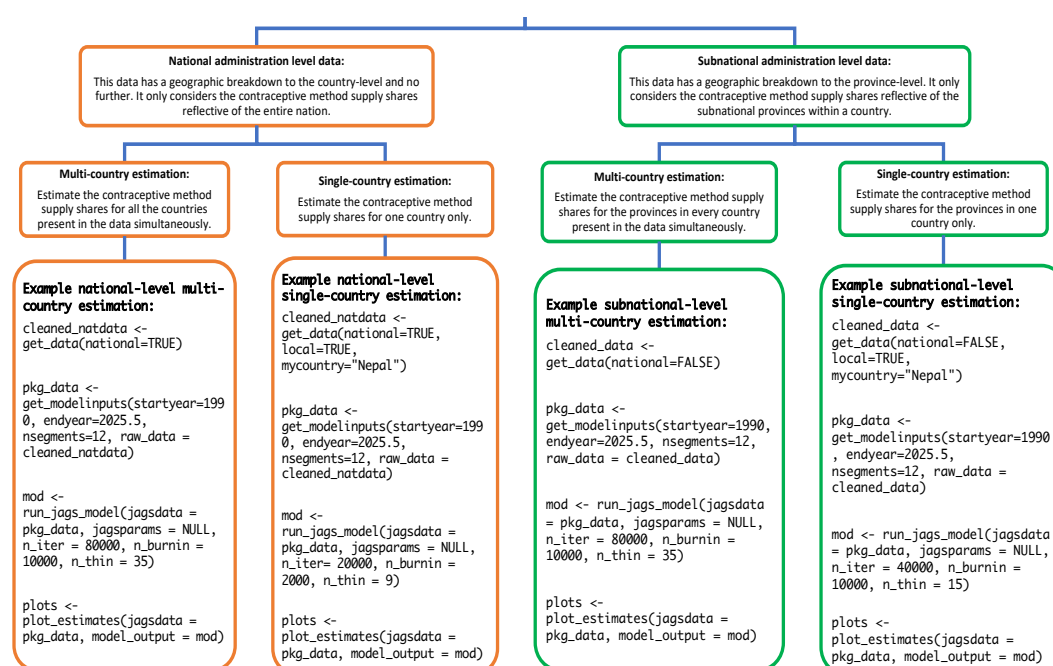 National administration level data:
This data has a geographic breakdown to the country-level and no
further. It only considers the contraceptive method supply shares
reflective of the entire nation.
Subnational administration level data:
This data has a geographic breakdown to the province-level. It only
considers the contraceptive method supply shares reflective of the
subnational provinces within a country.
Multi-country estimation:
Estimate the contraceptive method
supply shares for all the countries
present in the data simultaneously.
Single-country estimation:
Estimate the contraceptive method
supply shares for one country only.
Multi-country estimation:
Estimate the contraceptive method supply
shares for the provinces in every country
present in the data simultaneously.
Single-country estimation:
Estimate the contraceptive method
supply shares for the provinces in one
country only.
Example national-level multi-
country estimation:
cleaned_natdata <-
get_data(national=TRUE)
pkg_data <-
get_modelinputs(startyear=199
0, endyear=2025.5,
nsegments=12, raw_data =
cleaned_natdata)
mod <-
run_jags_model(jagsdata =
pkg_data, jagsparams = NULL,
n_iter = 80000, n_burnin =
10000, n_thin = 35)
plots <-
plot_estimates(jagsdata =
pkg_data, model_output = mod)
Example national-level
single-country estimation:
cleaned_natdata <-
get_data(national=TRUE,
local=TRUE,
mycountry="Nepal")
pkg_data <-
get_modelinputs(startyear=199
0, endyear=2025.5,
nsegments=12, raw_data =
cleaned_natdata)
mod <-
run_jags_model(jagsdata =
pkg_data, jagsparams = NULL,
n_iter= 20000, n_burnin =
2000, n_thin = 9)
plots <-
plot_estimates(jagsdata =
pkg_data, model_output = mod)
Example subnational-level
multi-country estimation:
cleaned_data <-
get_data(national=FALSE)
pkg_data <-
get_modelinputs(startyear=1990,
endyear=2025.5, nsegments=12,
raw_data = cleaned_data)
mod <- run_jags_model(jagsdata
= pkg_data, jagsparams = NULL,
n_iter = 80000, n_burnin =
10000, n_thin = 35)
plots <-
plot_estimates(jagsdata =
pkg_data, model_output = mod)
Example subnational-level
single-country estimation:
cleaned_data <-
get_data(national=FALSE,
local=TRUE,
mycountry="Nepal")
pkg_data <-
get_modelinputs(startyear=1990
, endyear=2025.5,
nsegments=12, raw_data =
cleaned_data)
mod <- run_jags_model(jagsdata
= pkg_data, jagsparams = NULL,
n_iter = 40000, n_burnin =
10000, n_thin = 15)
plots <-
plot_estimates(jagsdata =
pkg_data, model_output = mod)